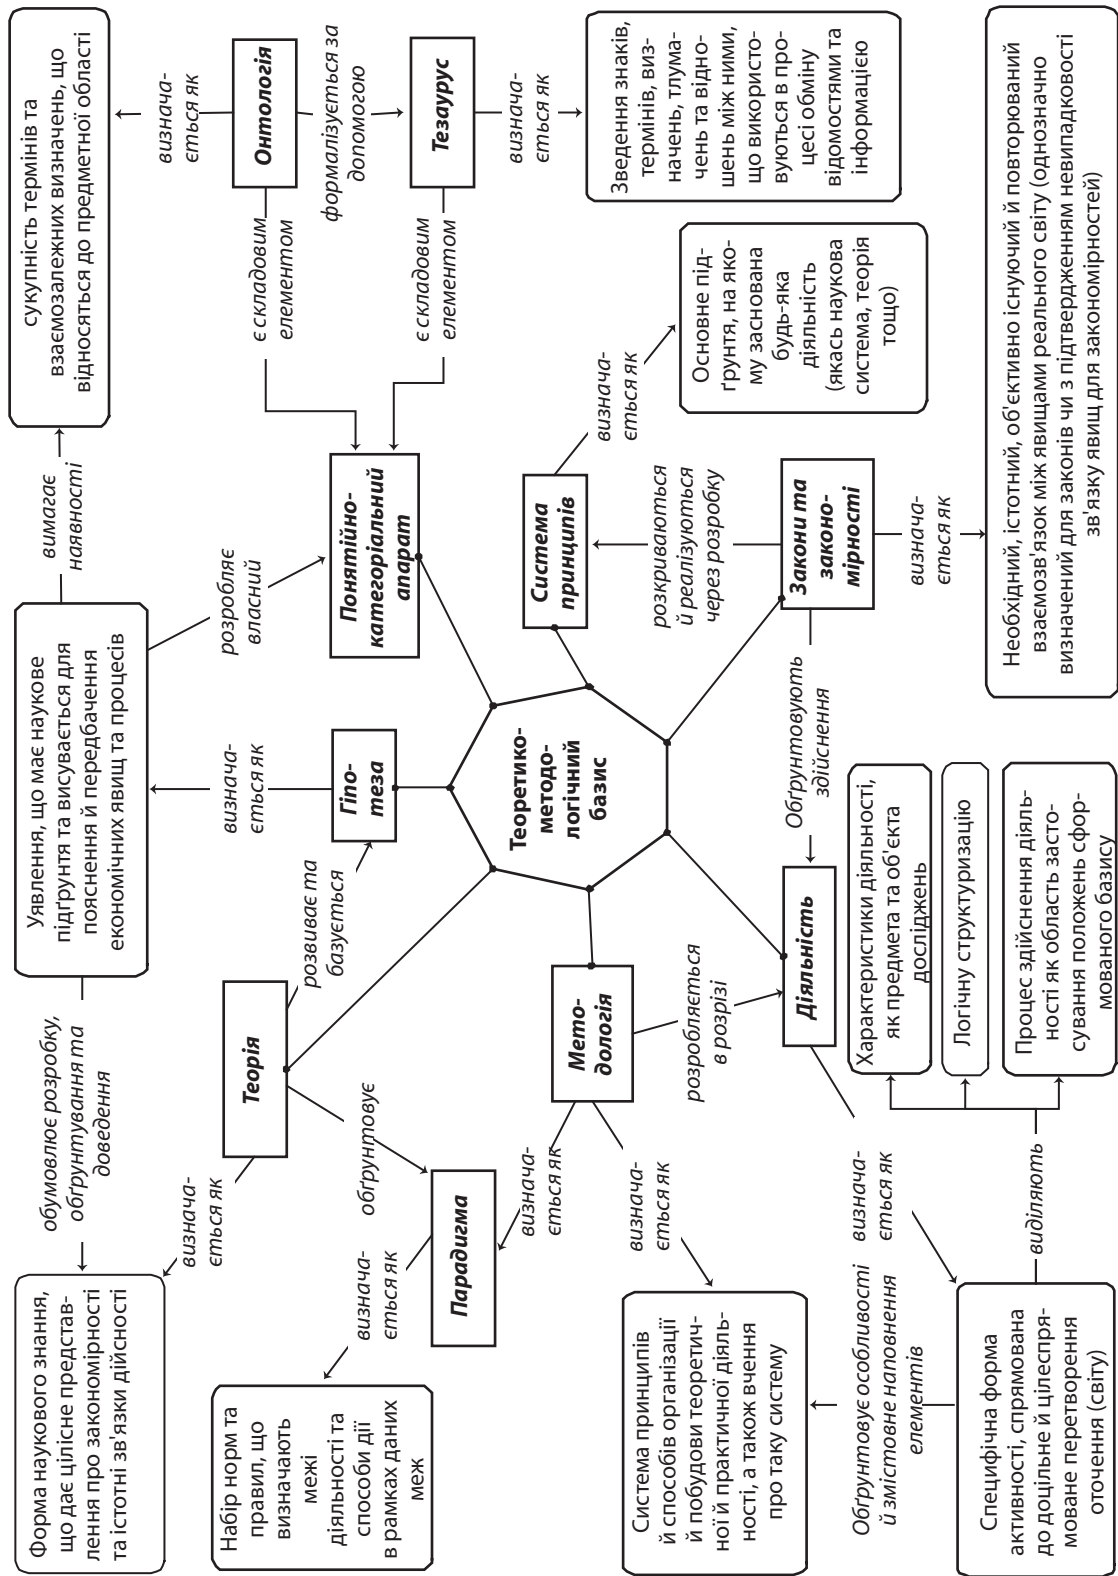 Форма наукового знання,
що дає цілісне представ-
лення про закономірності
та істотні зв'язки дійсності
обумовлює розробку,
обґрунтування та
доведення
Уявлення, що має наукове
підґрунтя та висувається для
пояснення й передбачення
економічних явищ та процесів
вимагає
наявності
сукупність термінів та
взаємозалежних визначень, що
відносяться до предметної області
визнача-
ється як
визнача-
ється як
розробляє
власний
визнача-
ється як
Набір норм та
правил, що
визначають
межі
діяльності та
способи дії
в рамках даних
меж
Теорія
розвиває та
базується
Онтологія
є складовим
елементом
формалізується за
допомогою
визнача-
ється як
обґрунтовує
Гіпо-
теза
Понятійно-
категоріальний
апарат
є складовим
елементом
Тезаурус
Парадигма
визнача-
ється як
визнача-
ється як
Теоретико-
методо-
логічний
базис
Мето-
дологія
Система
принципів
визнача-
ється як
Зведення знаків,
термінів, виз-
начень, тлума-
чень та відно-
шень між ними,
що використо-
вуються в про-
цесі обміну
відомостями та
інформацією
Система принципів
й способів організації
й побудови теоретич-
ної й практичної діяль-
ності, а також вчення
про таку систему
визнача-
ється як
розробляється
в розрізі
розкриваються
й реалізуються
через розробку
Основне під-
ґрунтя, на яко-
му заснована
будь-яка
діяльність
(якась наукова
система, теорія
тощо)
Обґрунтовує особливості
й змістовне наповнення
елементів
визнача-
ється як
Діяльність
Обґрунтовують
здійснення
Закони та
законо-
мірності
визнача-
ється як
Специфічна форма
активності, спрямована
до доцільне й цілеспря-
моване перетворення
оточення (світу)
виділяють
Характеристики діяльності,
як предмета та об'єкта
досліджень
Логічну структуризацію
Процес здійснення діяль-
ності як область засто-
сування положень сфор-
мованого базису
Необхідний, істотний, об'єктивно існуючий й повторюваний
взаємозв'язок між явищами реального світу (однозначно
визначений для законів чи з підтвердженням невипадковості
зв'язку явищ для закономірностей)